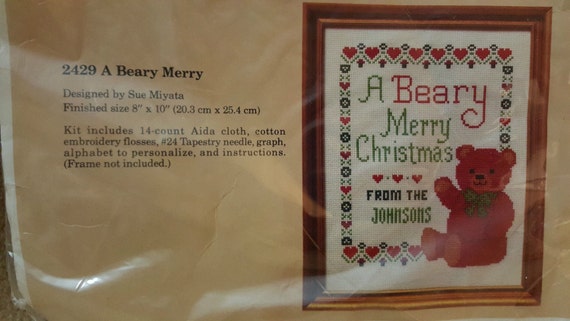 2429 A Beary Merry
Designed by Sue Miyata
Finished size 8" x 10" (20.3 cm x 25.4 cm)
Kit includes 14-count Aida cloth, cotton
embroidery flosses, #24 Tapestry needle, graph,
alphabet to personalize, and instructions.
(Frame not included.)
A Beary
Merry
Christmas
FROM THE
JOHNSONS